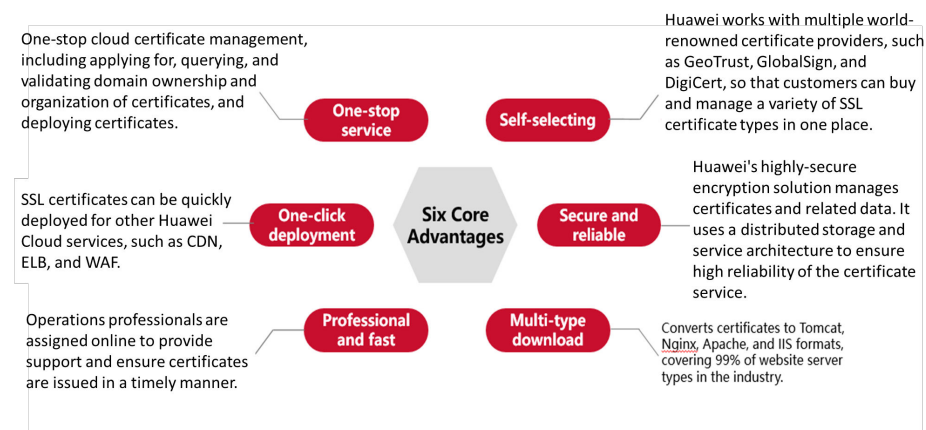 One-stop cloud certificate management,
including applying for, querying, and
validating domain ownership and
organization of certificates, and
deploying certificates.
One-stop
service
Self-selecting
Huawei works with multiple world-
renowned certificate providers, such
as GeoTrust, GlobalSign, and
DigiCert, so that customers can buy
and manage a variety of SSL
certificate types in one place.
SSL certificates can be quickly
deployed for other Huawei
Cloud services, such as CDN,
ELB, and WAF.
One-click
deployment
Six Core
Advantages
Secure and
reliable
Huawei's highly-secure
encryption solution manages
certificates and related data. It
uses a distributed storage and
service architecture to ensure
high reliability of the certificate
service.
Operations professionals are
assigned online to provide
support and ensure certificates
are issued in a timely manner.
Professional
and fast
Multi-type
download
Converts certificates to Tomcat,
Nginx, Apache, and IIS formats,
covering 99% of website server
types in the industry.